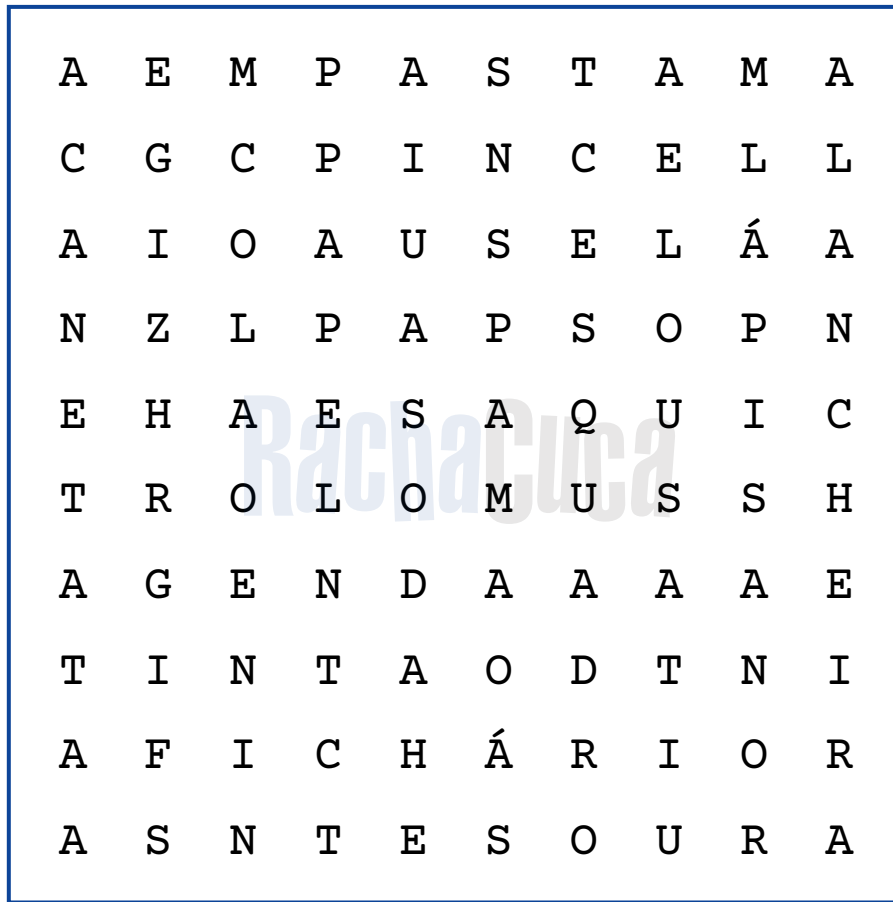 A E M P A S T A M A
C G C P I N C E L L
A I O A U S E L Á A
N Z L P A P S O P N
E H A E S A Q U I C
RachaCuca
T R O L O M U S S H
A G E N D A A A A E
T I N T A O D T N I
A F I C H Á R I O R
A S N T E S O U R A